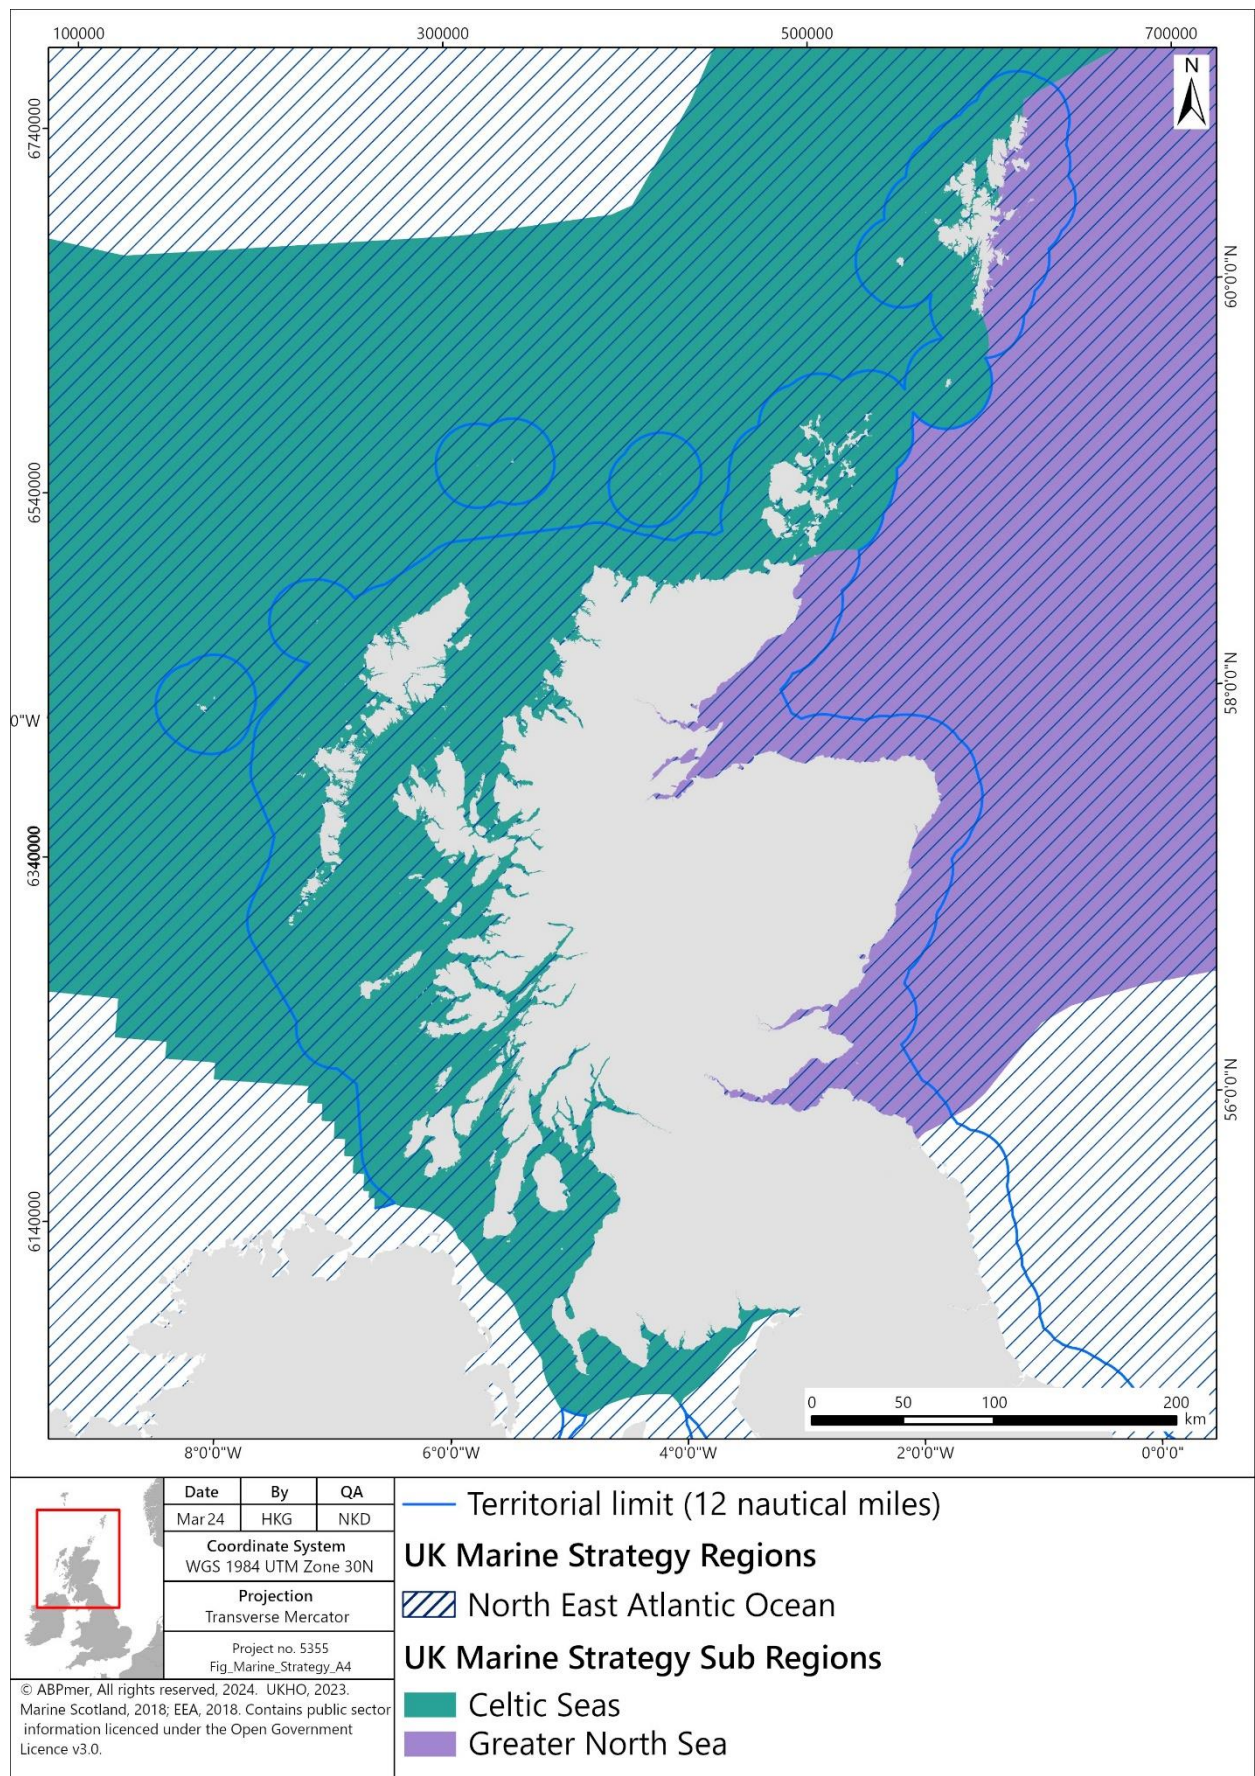 100000 300000 500000 700000
N
6740000
60°0'0"N
6540000
58°0'0"N
0"W
6340000
56°0'0"N
6140000
0 50 100 200
km
8°0'0"W 6°0'0"W 4°0'0"W 2°0'0"W 0°0'0"
Date By QA
Mar24 HKG NKD
Coordinate System
WGS 1984 UTM Zone 30N
Projection
Transverse Mercator
Project no. 5355
Fig_Marine_Strategy_A4
© ABPmer, All rights reserved, 2024. UKHO, 2023.
Marine Scotland, 2018; EEA, 2018. Contains public sector
information licenced under the Open Government
Licence v3.0.
Territorial limit (12 nautical miles)
UK Marine Strategy Regions
North East Atlantic Ocean
UK Marine Strategy Sub Regions
Celtic Seas
Greater North Sea